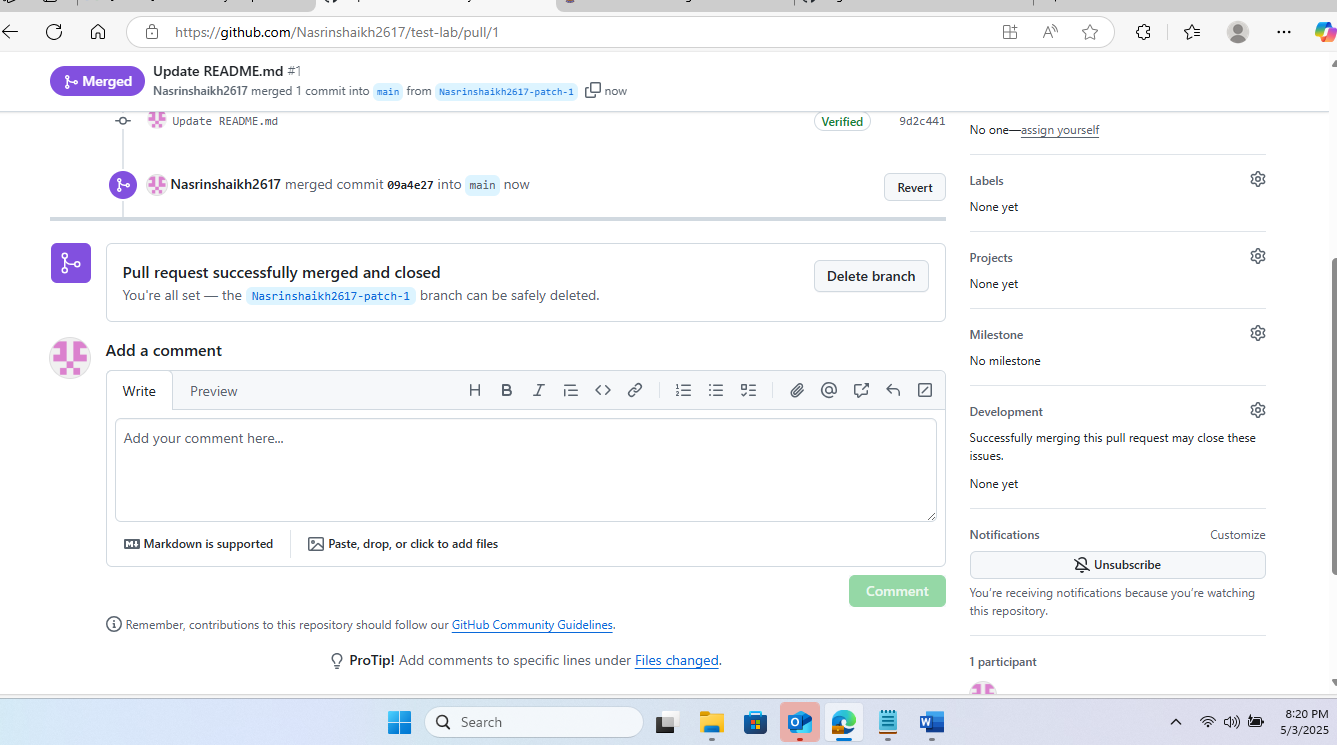 https://github.com/Nasrinshaikh2617/test-lab/pull/1
Merged
Update README.md #1
Nasrinshaikh2617 merged 1 commit into main from Nasrinshaikh2617-patch-1 now
Update README.md
Verified
9d2c441
Nasrinshaikh2617 merged commit 09a4e27 into main now
Revert
Pull request successfully merged and closed
You're all set — the Nasrinshaikh2617-patch-1 branch can be safely deleted.
Delete branch
Add a comment
Write
Preview
Add your comment here...
Markdown is supported
Paste, drop, or click to add files
Comment
Remember, contributions to this repository should follow our GitHub Community Guidelines.
ProTip! Add comments to specific lines under Files changed.
No one—assign yourself
Labels
None yet
Projects
None yet
Milestone
No milestone
Development
Successfully merging this pull request may close these
issues.
None yet
Notifications
Customize
Unsubscribe
You're receiving notifications because you're watching
this repository.
1 participant
Search
8:20 PM
5/3/2025